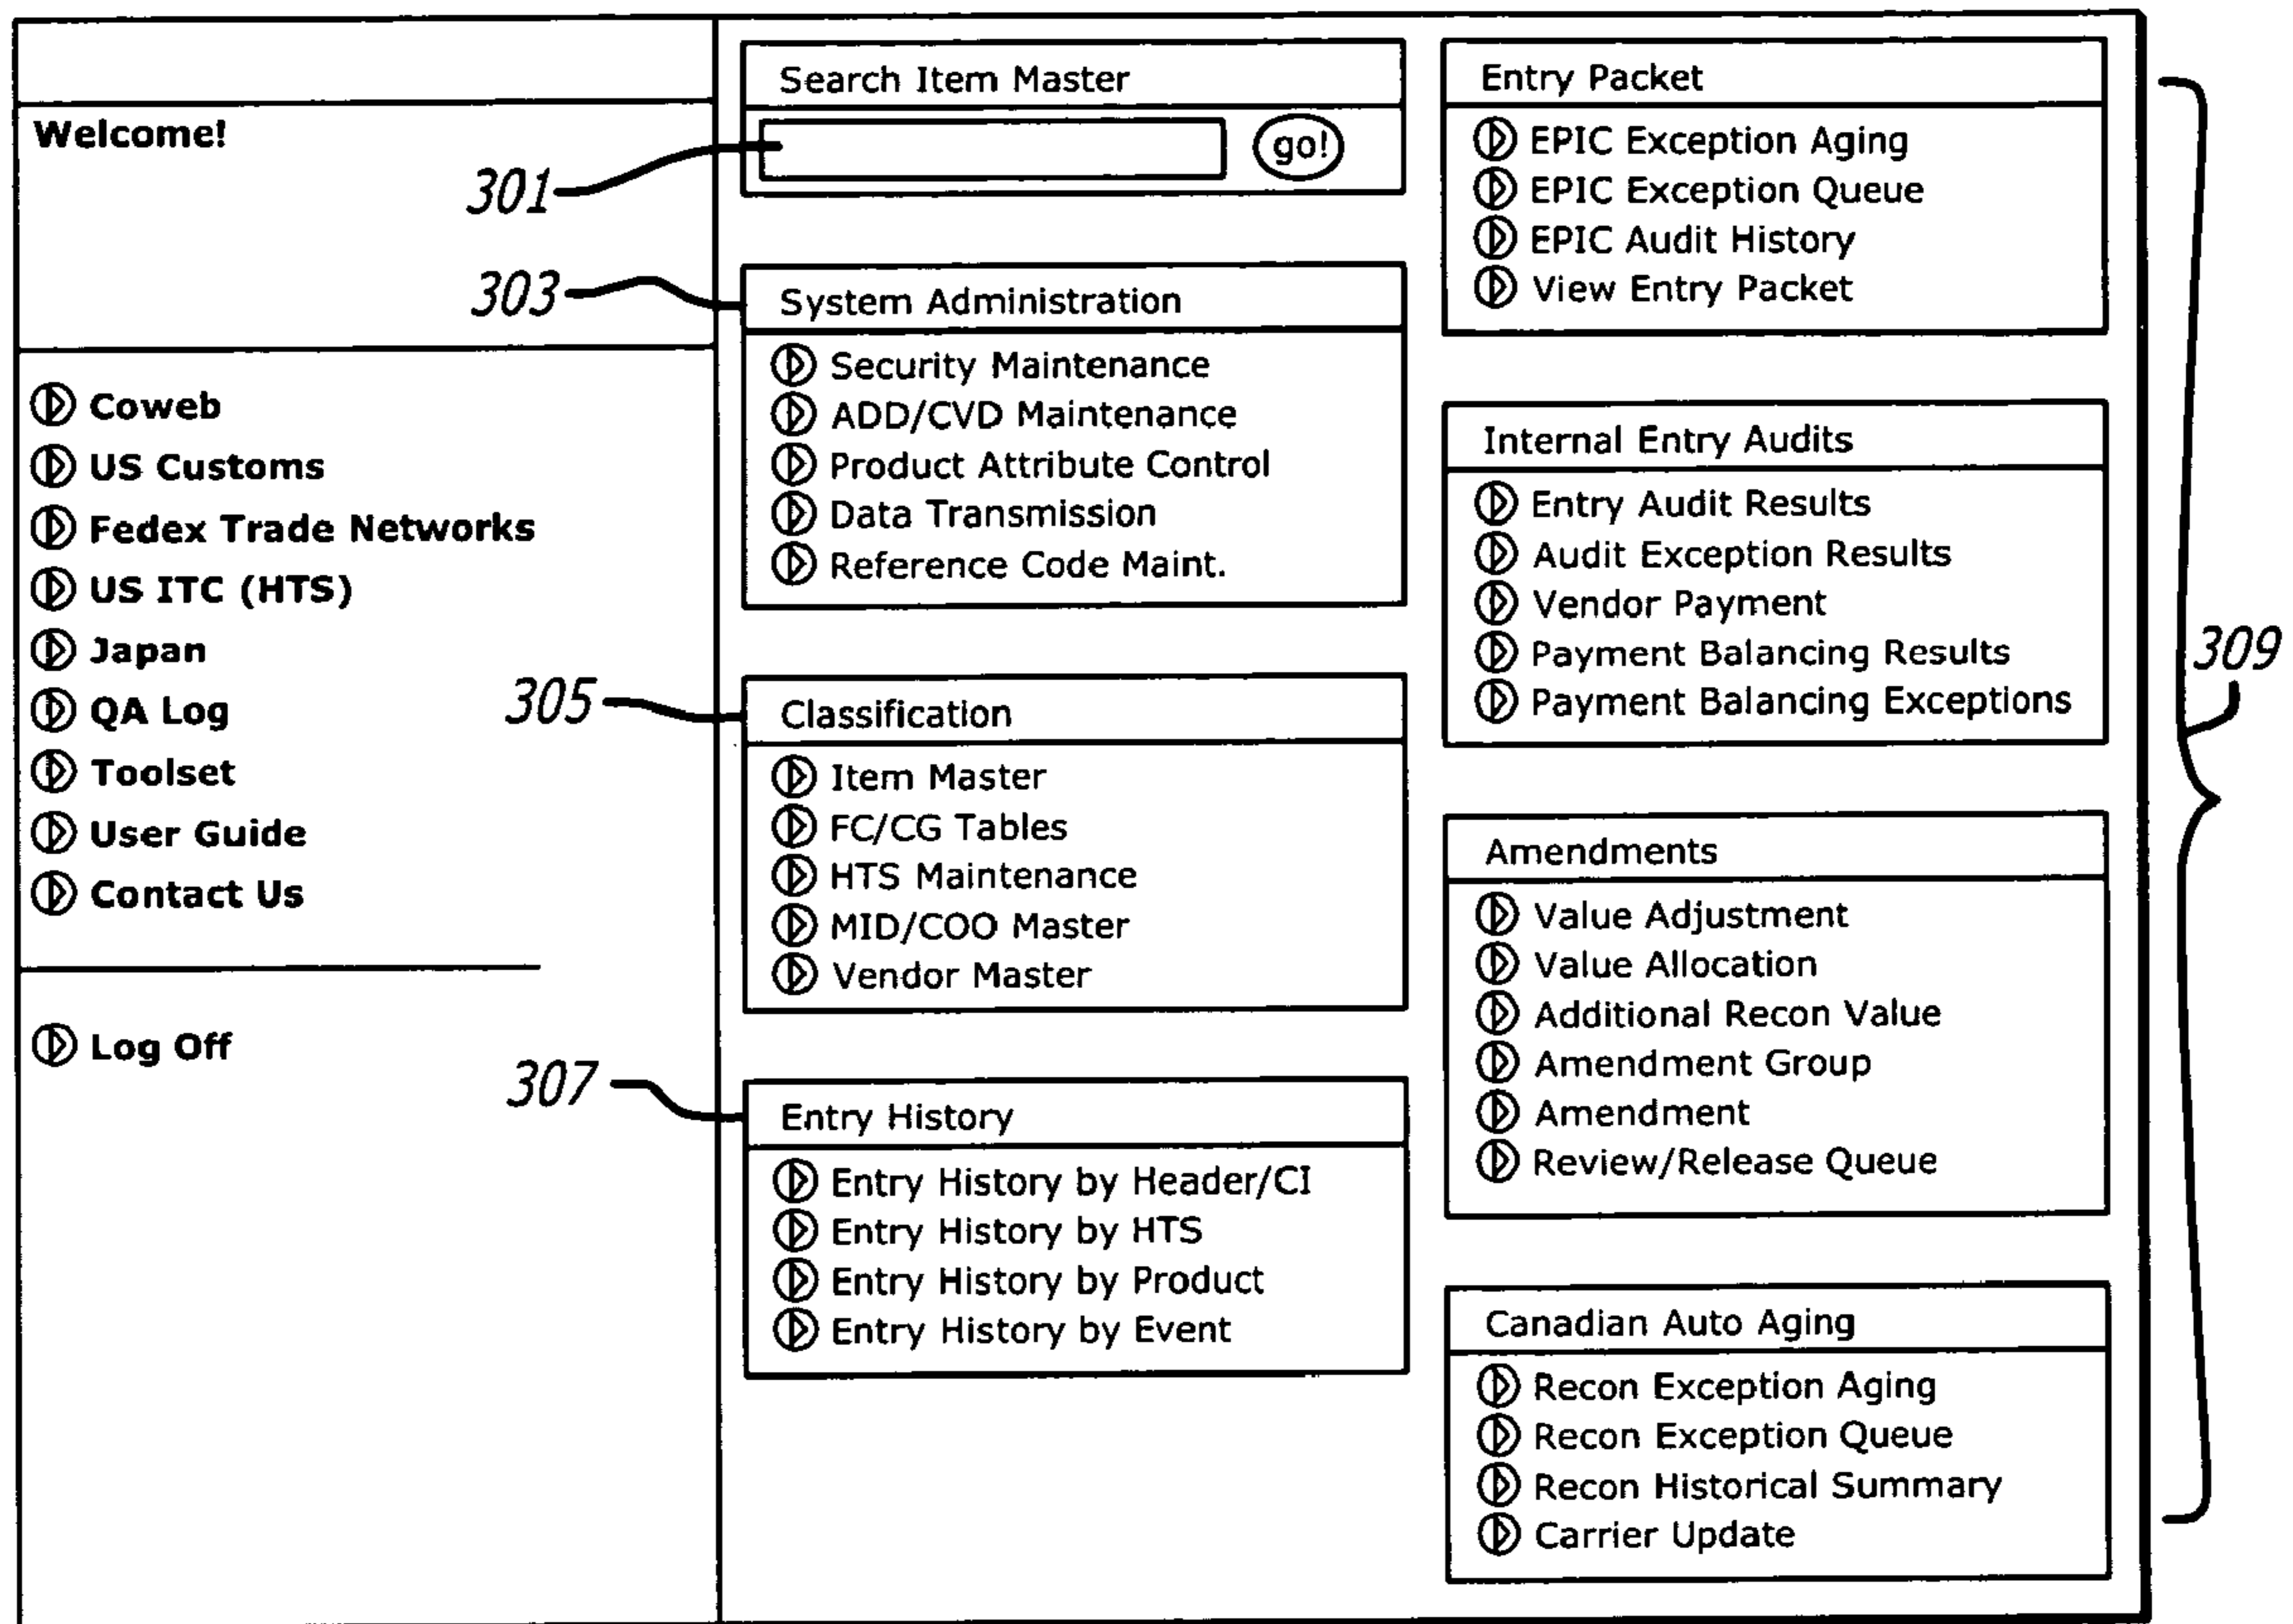 Welcome!
Coweb
US Customs
Fedex Trade Networks
US ITC (HTS)
Japan
QA Log
Toolset
User Guide
Contact Us
Log Off
Search Item Master
go!
301
303
System Administration
Security Maintenance
ADD/CVD Maintenance
Product Attribute Control
Data Transmission
Reference Code Maint.
305
Classification
Item Master
FC/CG Tables
HTS Maintenance
MID/COO Master
Vendor Master
307
Entry History
Entry History by Header/CI
Entry History by HTS
Entry History by Product
Entry History by Event
Entry Packet
EPIC Exception Aging
EPIC Exception Queue
EPIC Audit History
View Entry Packet
Internal Entry Audits
Entry Audit Results
Audit Exception Results
Vendor Payment
Payment Balancing Results
Payment Balancing Exceptions
Amendments
Value Adjustment
Value Allocation
Additional Recon Value
Amendment Group
Amendment
Review/Release Queue
Canadian Auto Aging
Recon Exception Aging
Recon Exception Queue
Recon Historical Summary
Carrier Update
309